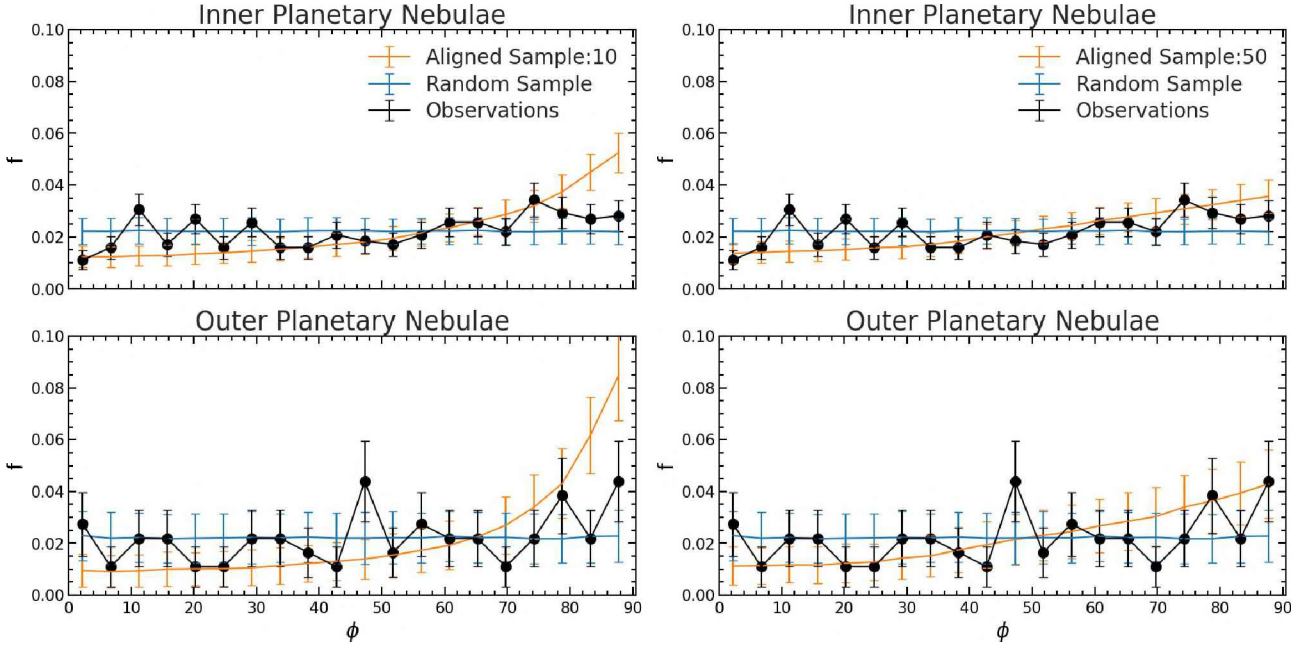 Inner Planetary Nebulae
0.10
0.08
0.06
0.04
0.02
0.00
f
Aligned Sample:10
Random Sample
Observations
Inner Planetary Nebulae
0.10
0.08
0.06
0.04
0.02
0.00
f
Aligned Sample:50
Random Sample
Observations
Outer Planetary Nebulae
0.10
0.08
0.06
0.04
0.02
0.00
f
0 10 20 30 40 50 60 70 80 90
ϕ
Outer Planetary Nebulae
0.10
0.08
0.06
0.04
0.02
0.00
f
0 10 20 30 40 50 60 70 80 90
ϕ